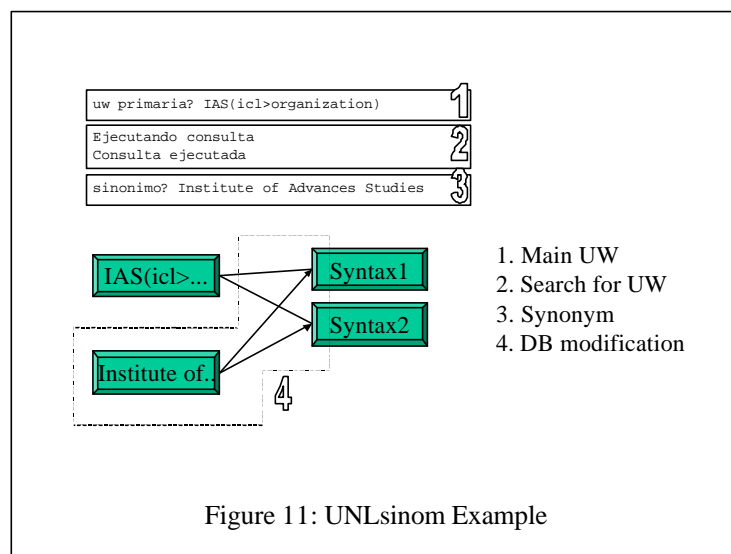 uw primaria? IAS(icl>organization)
1
Ejecutando consulta
Consulta ejecutada
2
sinonimo? Institute of Advances Studies
3
IAS(icl>...
Syntax1
Syntax2
Institute of..
4
1. Main UW
2. Search for UW
3. Synonym
4. DB modification
Figure 11: UNLsinom Example